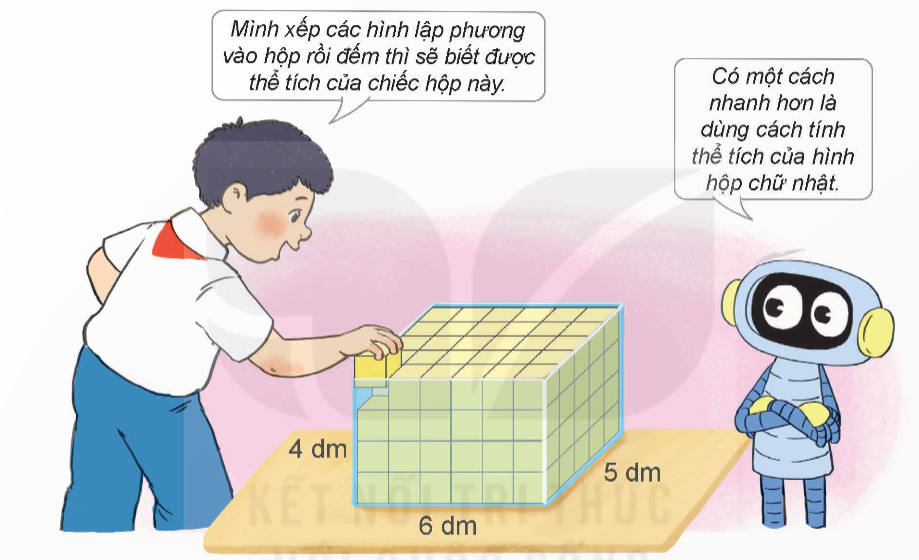 Mình xếp các hình lập phương
vào hộp rồi đếm thì sẽ biết được
thể tích của chiếc hộp này.
Có một cách
nhanh hơn là
dùng cách tính
thể tích của hình
hộp chữ nhật.
4 dm
5 dm
6 dm
KẾT NỐI TRI THỨC